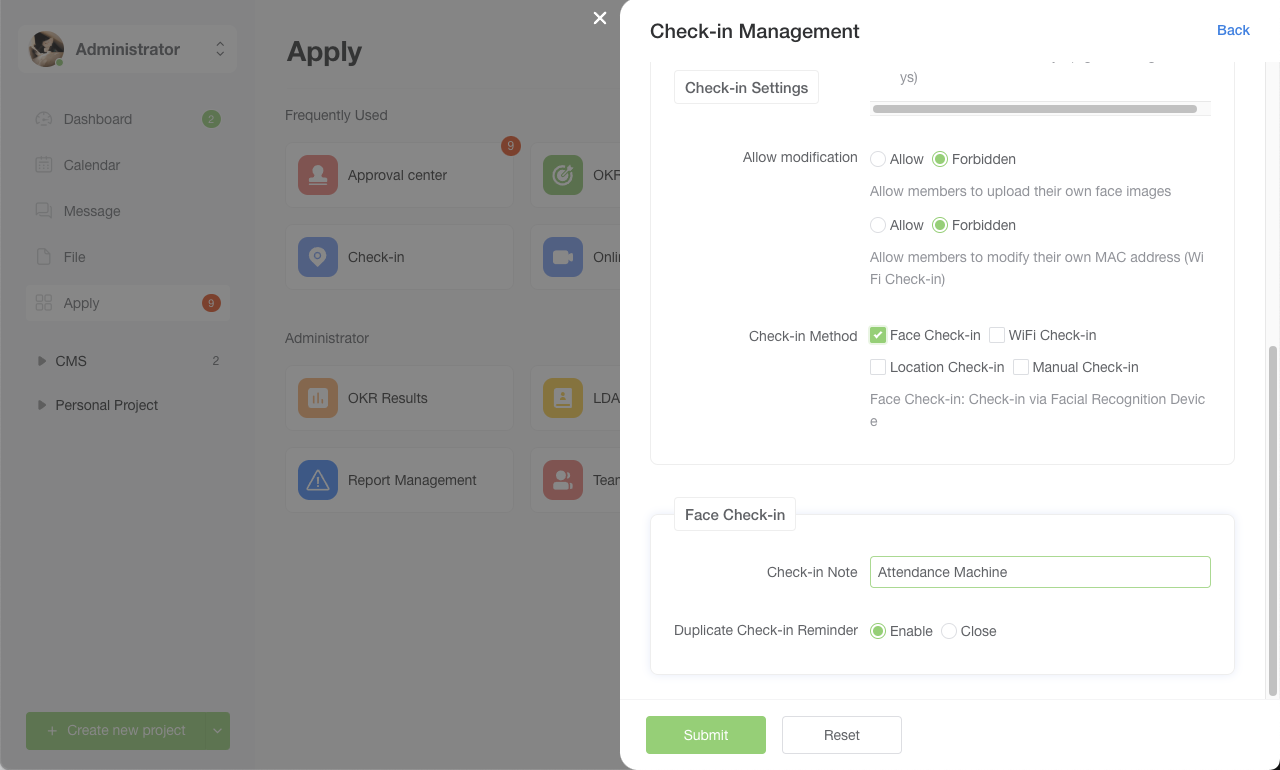 Administrator
Dashboard
2
Calendar
Message
File
Apply
9
CMS
2
Personal Project
+ Create new project
Apply
Frequently Used
Approval center
9
OKR
Check-in
Onli
Administrator
OKR Results
LDA
Report Management
Tean
Check-in Management
Back
ys)
Check-in Settings
Allow modification
Allow
Forbidden
Allow members to upload their own face images
Allow
Forbidden
Allow members to modify their own MAC address (Wi
Fi Check-in)
Check-in Method
Face Check-in
WiFi Check-in
Location Check-in
Manual Check-in
Face Check-in: Check-in via Facial Recognition Devic
e
Face Check-in
Check-in Note
Attendance Machine
Duplicate Check-in Reminder
Enable
Close
Submit
Reset